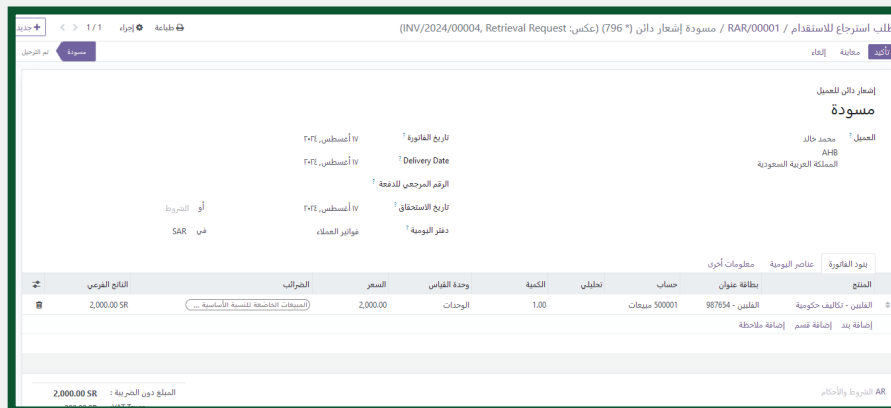 طلب استرجاع للاستقدام / RAR/00001 / مسودة إشعار دائن (* 796) (عكس: INV/2024/00004, Retrieval Request)
طباعة إجراء 1 / 1 جديد
تأكيد معاينة إلغاء
مسودة تم الترحيل
إشعار دائن للعميل
مسودة
العميل ? محمد خالد
AHB
المملكة العربية السعودية
تاريخ الفاتورة ? ١٧ أغسطس, ٢٠٢٤
Delivery Date ? ١٧ أغسطس, ٢٠٢٤
الرقم المرجعي للدفعة ?
تاريخ الاستحقاق ? ١٧ أغسطس, ٢٠٢٤ أو الشروط
دفتر اليومية ? فواتير العملاء في SAR
بنود الفاتورة عناصر اليومية معلومات أخرى
المنتج بطاقة عنوان حساب تحليلي الكمية وحدة القياس السعر الضرائب الناتج الفرعي
الفلبين - تكاليف حكومية الفلبين - 987654 500001 مبيعات 1.00 الوحدات 2,000.00 المبيعات الخاضعة للنسبة الأساسية ... 2,000.00 SR
إضافة بند إضافة قسم إضافة ملاحظة
الشروط والأحكام AR
المبلغ دون الضريبة : 2,000.00 SR